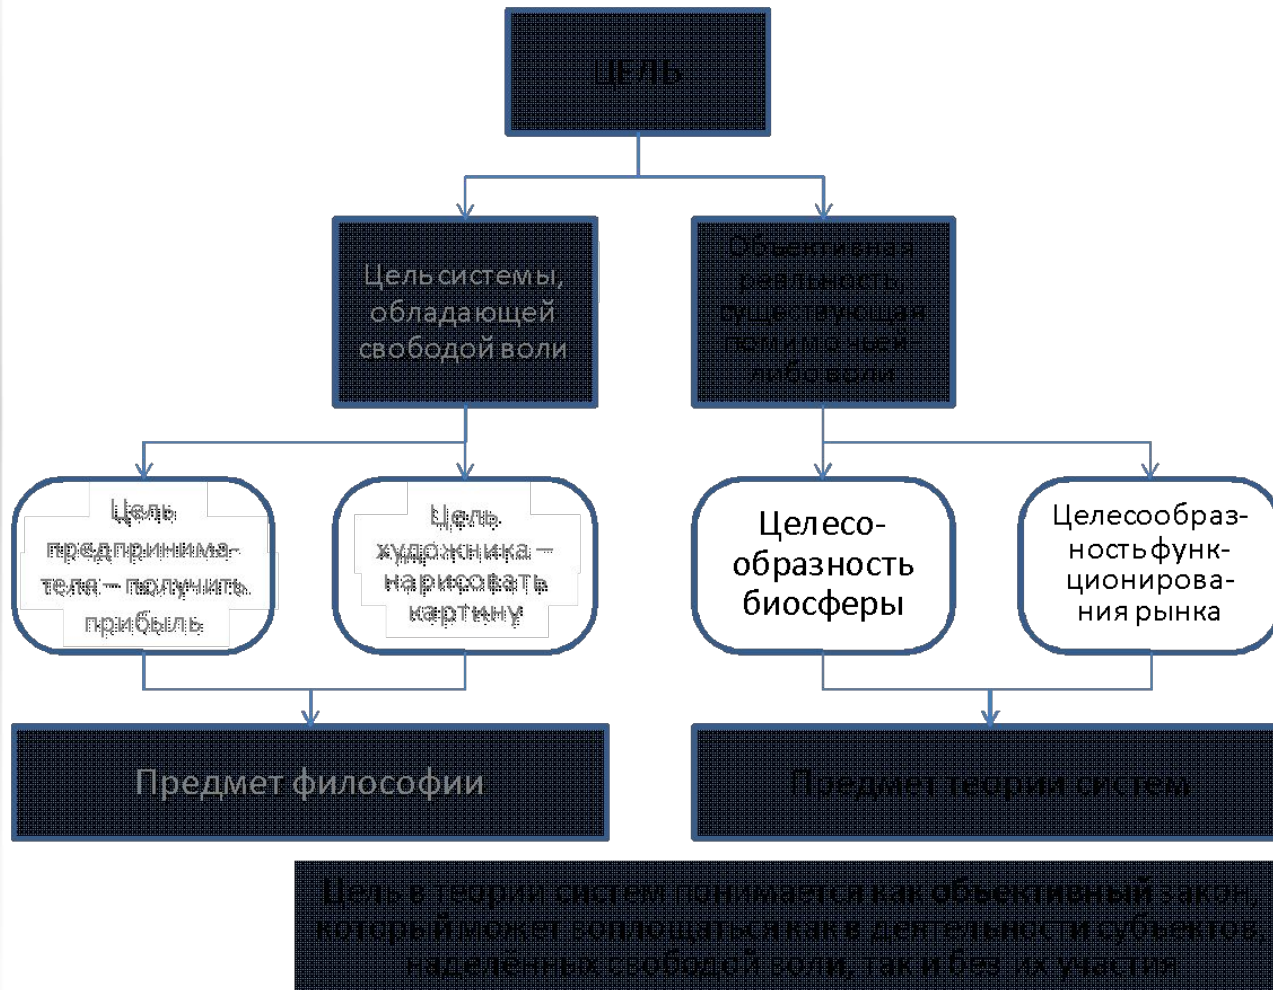 ЦЕЛЬ
Цель системы,
обладающей
свободой воли
Объективная
реальность,
существующая
помимо чьей-
либо воли
Цель
предпринима-
теля – получить
прибыль
Цель
художника –
нарисовать
картину
Целесо-
образность
биосферы
Целесообраз-
ность функ-
ционирова-
ния рынка
Предмет философии
Предмет теории систем
Цель в теории систем понимается как объективный закон,
который может воплощаться как в деятельности субъектов,
наделённых свободой воли, так и без их участия